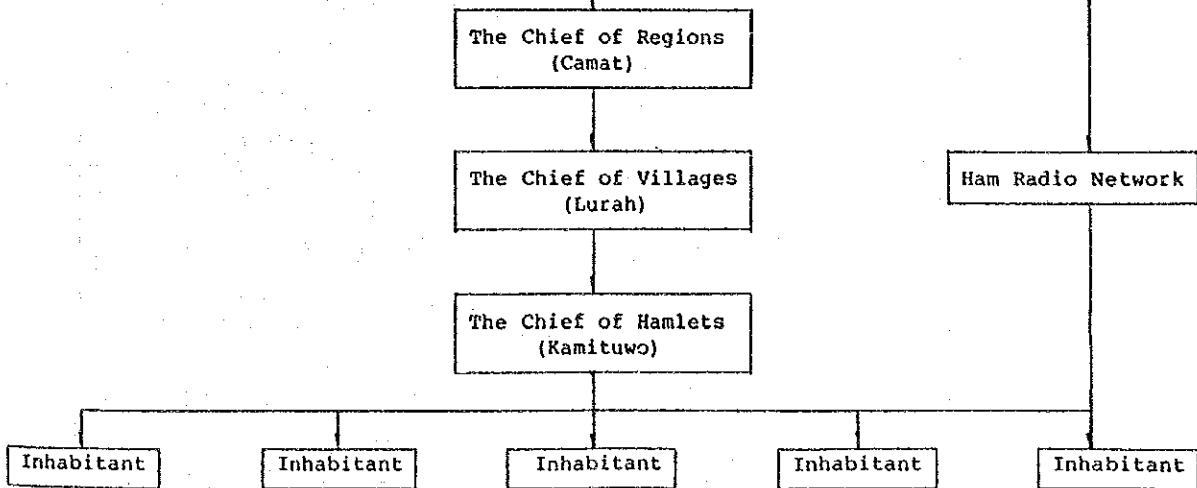 The Chief of Regions
(Camat)
The Chief of Villages
(Lurah)
Ham Radio Network
The Chief of Hamlets
(Kamituwo)
Inhabitant
Inhabitant
Inhabitant
Inhabitant
Inhabitant